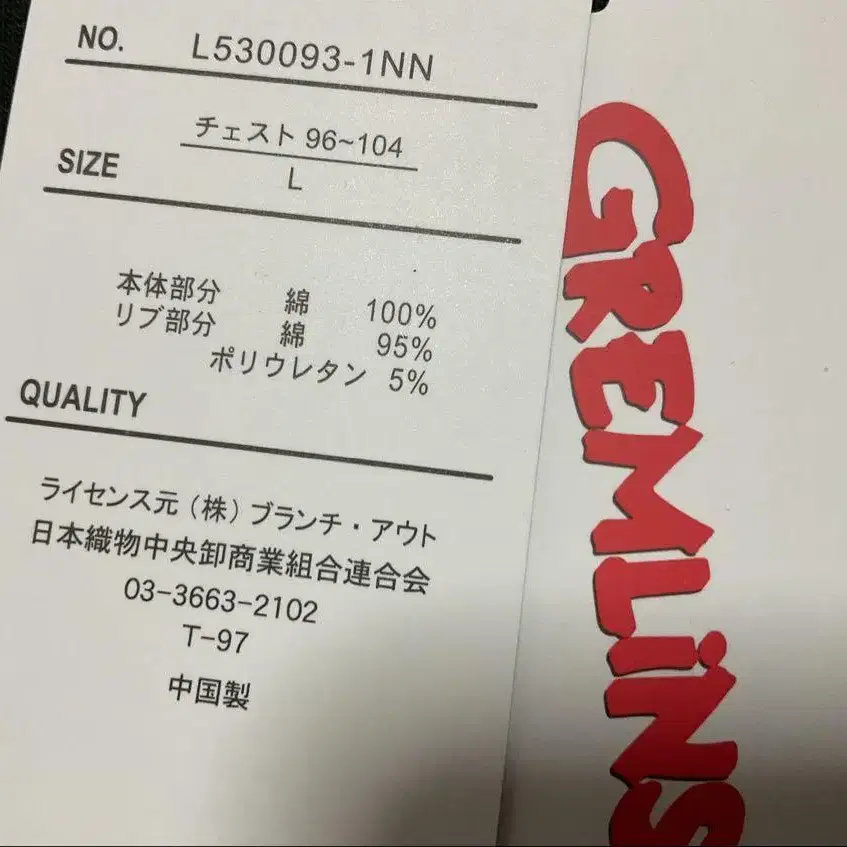 NO. L530093-1NN
チェスト 96~104
SIZE
L
本体部分 綿 100%
リブ部分 綿 95%
ポリウレタン 5%
QUALITY
ライセンス元(株)ブランチ・アウト
日本織物中央卸商業組合連合会
03-3663-2102
T-97
中国製
GREMLiNS